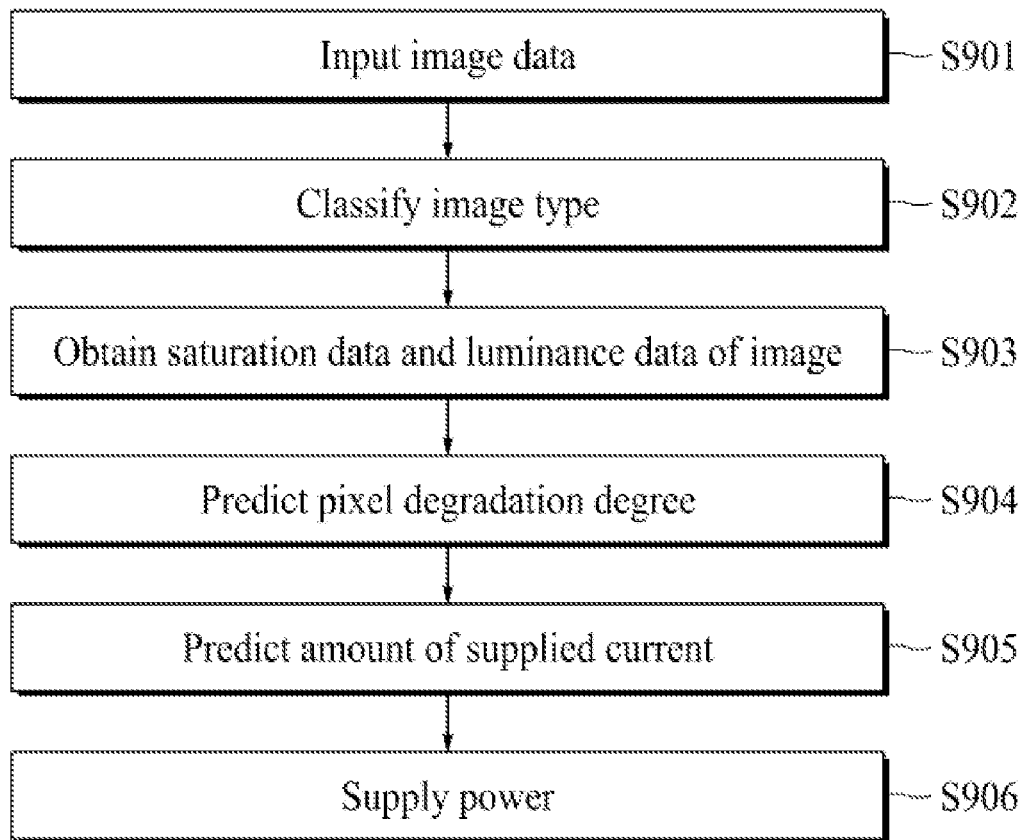 Input image data S901
Classify image type S902
Obtain saturation data and luminance data of image S903
Predict pixel degradation degree S904
Predict amount of supplied current S905
Supply power S906